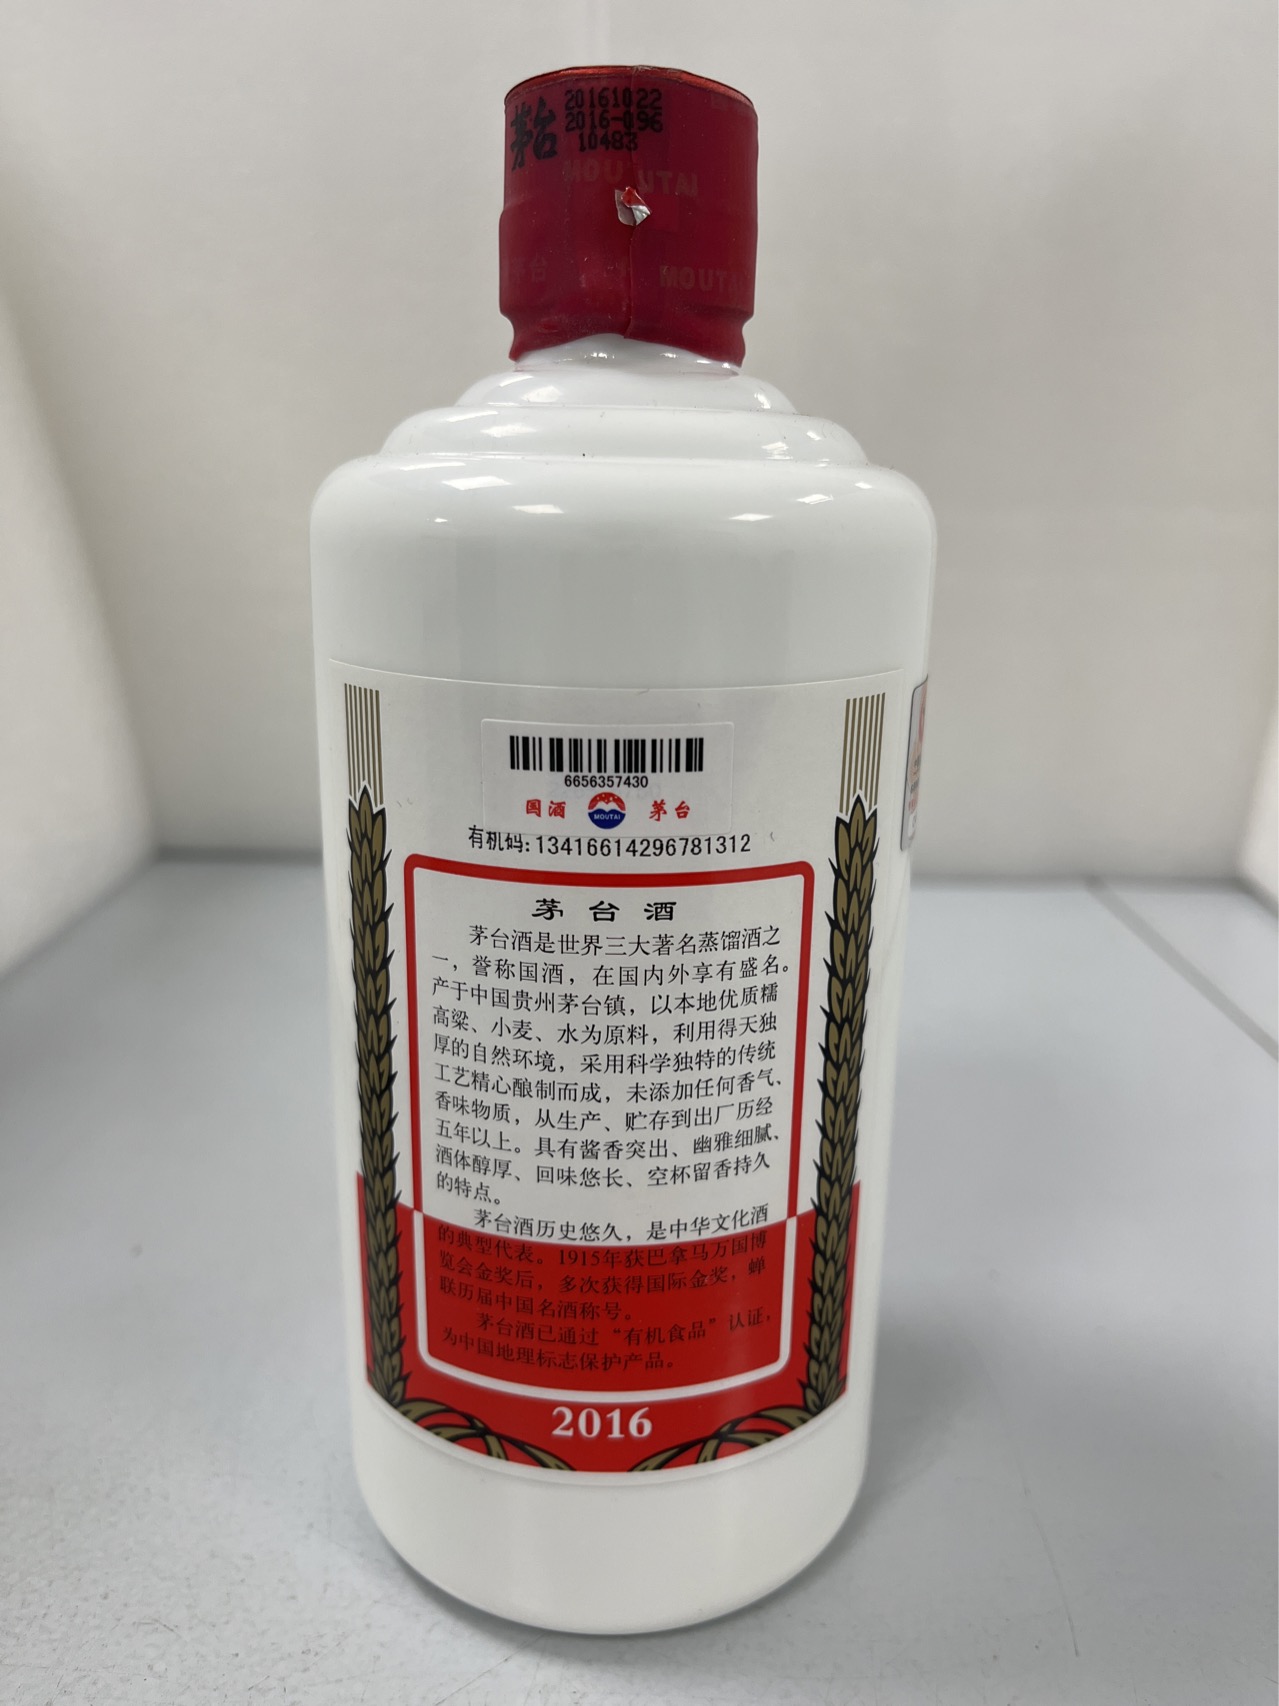 茅台
20161022
2016-096
10483
MOUTAI
茅台
MOUTAI
6656357430
国酒
MOUTAI
茅台
有机码:13416614296781312
茅台酒
茅台酒是世界三大著名蒸馏酒之
一，誉称国酒，在国内外享有盛名。
产于中国贵州茅台镇，以本地优质糯
高粱、小麦、水为原料，利用得天独
厚的自然环境，采用科学独特的传统
工艺精心酿制而成，未添加任何香气、
香味物质，从生产、贮存到出厂历经
五年以上。具有酱香突出、幽雅细腻、
酒体醇厚、回味悠长、空杯留香持久
的特点。
茅台酒历史悠久，是中华文化酒
的典型代表。1915年获巴拿马万国博
览会金奖后，多次获得国际金奖，蝉
联历届中国名酒称号。
茅台酒已通过“有机食品”认证，
为中国地理标志保护产品。
2016